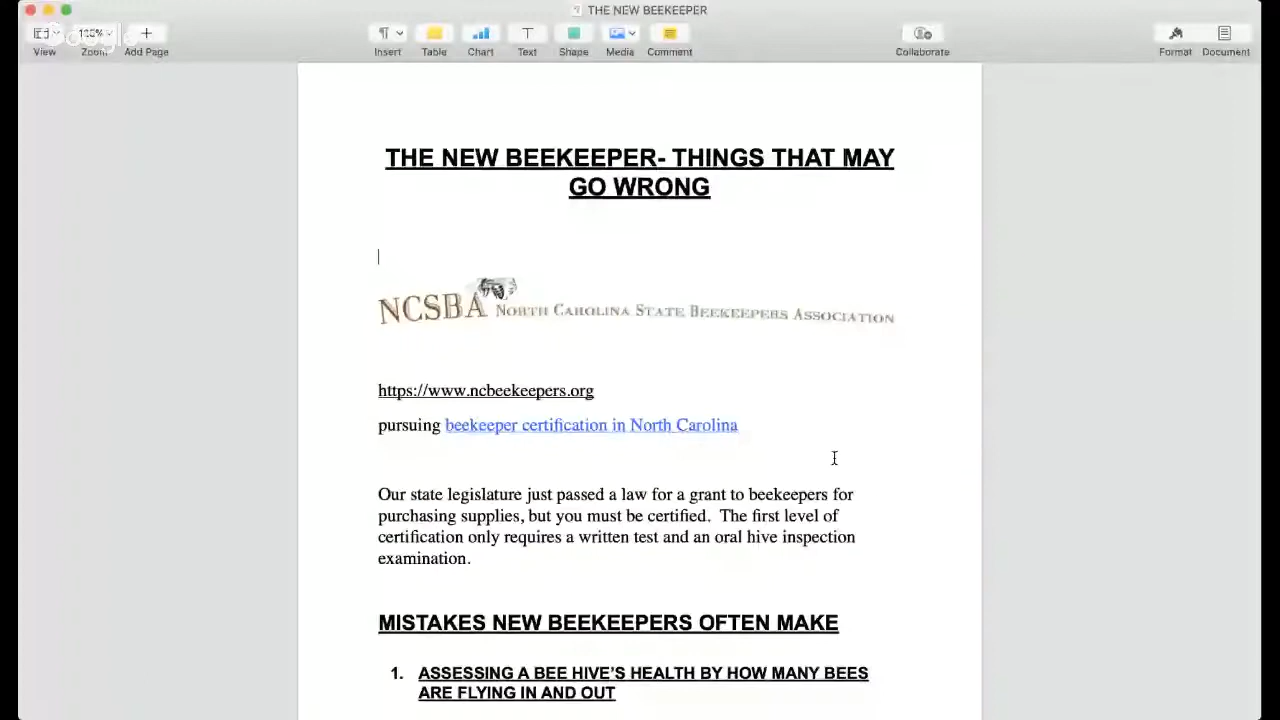 THE NEW BEEKEEPER
Google
View
Zoom
Add Page
Insert
Table
Chart
Text
Shape
Media
Comment
Collaborate
Format
Document
THE NEW BEEKEEPER- THINGS THAT MAY
GO WRONG
NCSBA NORTH CAROLINA STATE BEEKEEPERS ASSOCIATION
https://www.ncbeekeepers.org
pursuing beekeeper certification in North Carolina
Our state legislature just passed a law for a grant to beekeepers for
purchasing supplies, but you must be certified. The first level of
certification only requires a written test and an oral hive inspection
examination.
MISTAKES NEW BEEKEEPERS OFTEN MAKE
1. ASSESSING A BEE HIVE'S HEALTH BY HOW MANY BEES
ARE FLYING IN AND OUT